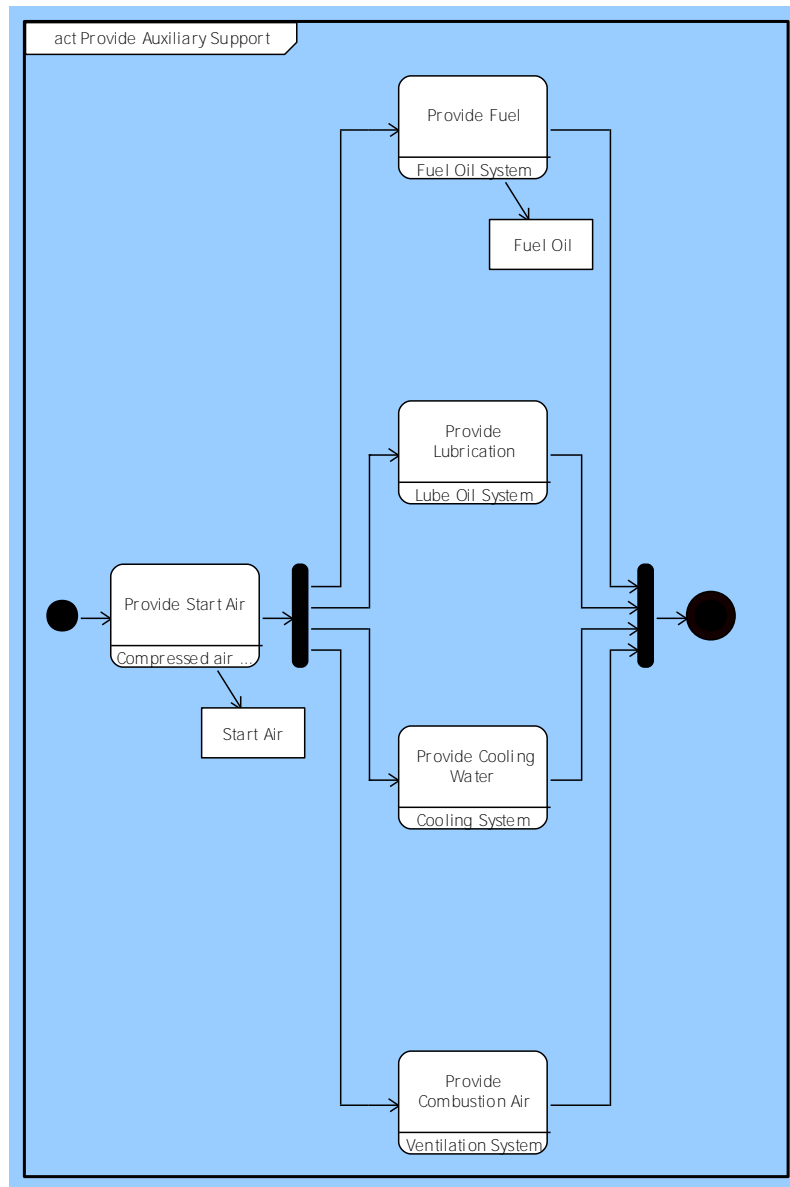 act Provide Auxiliary Support
Provide Fuel
Fuel Oil System
Fuel Oil
Provide
Lubrication
Lube Oil System
Provide Start Air
Compressed air ...
Start Air
Provide Cooling
Water
Cooling System
Provide
Combustion Air
Ventilation System